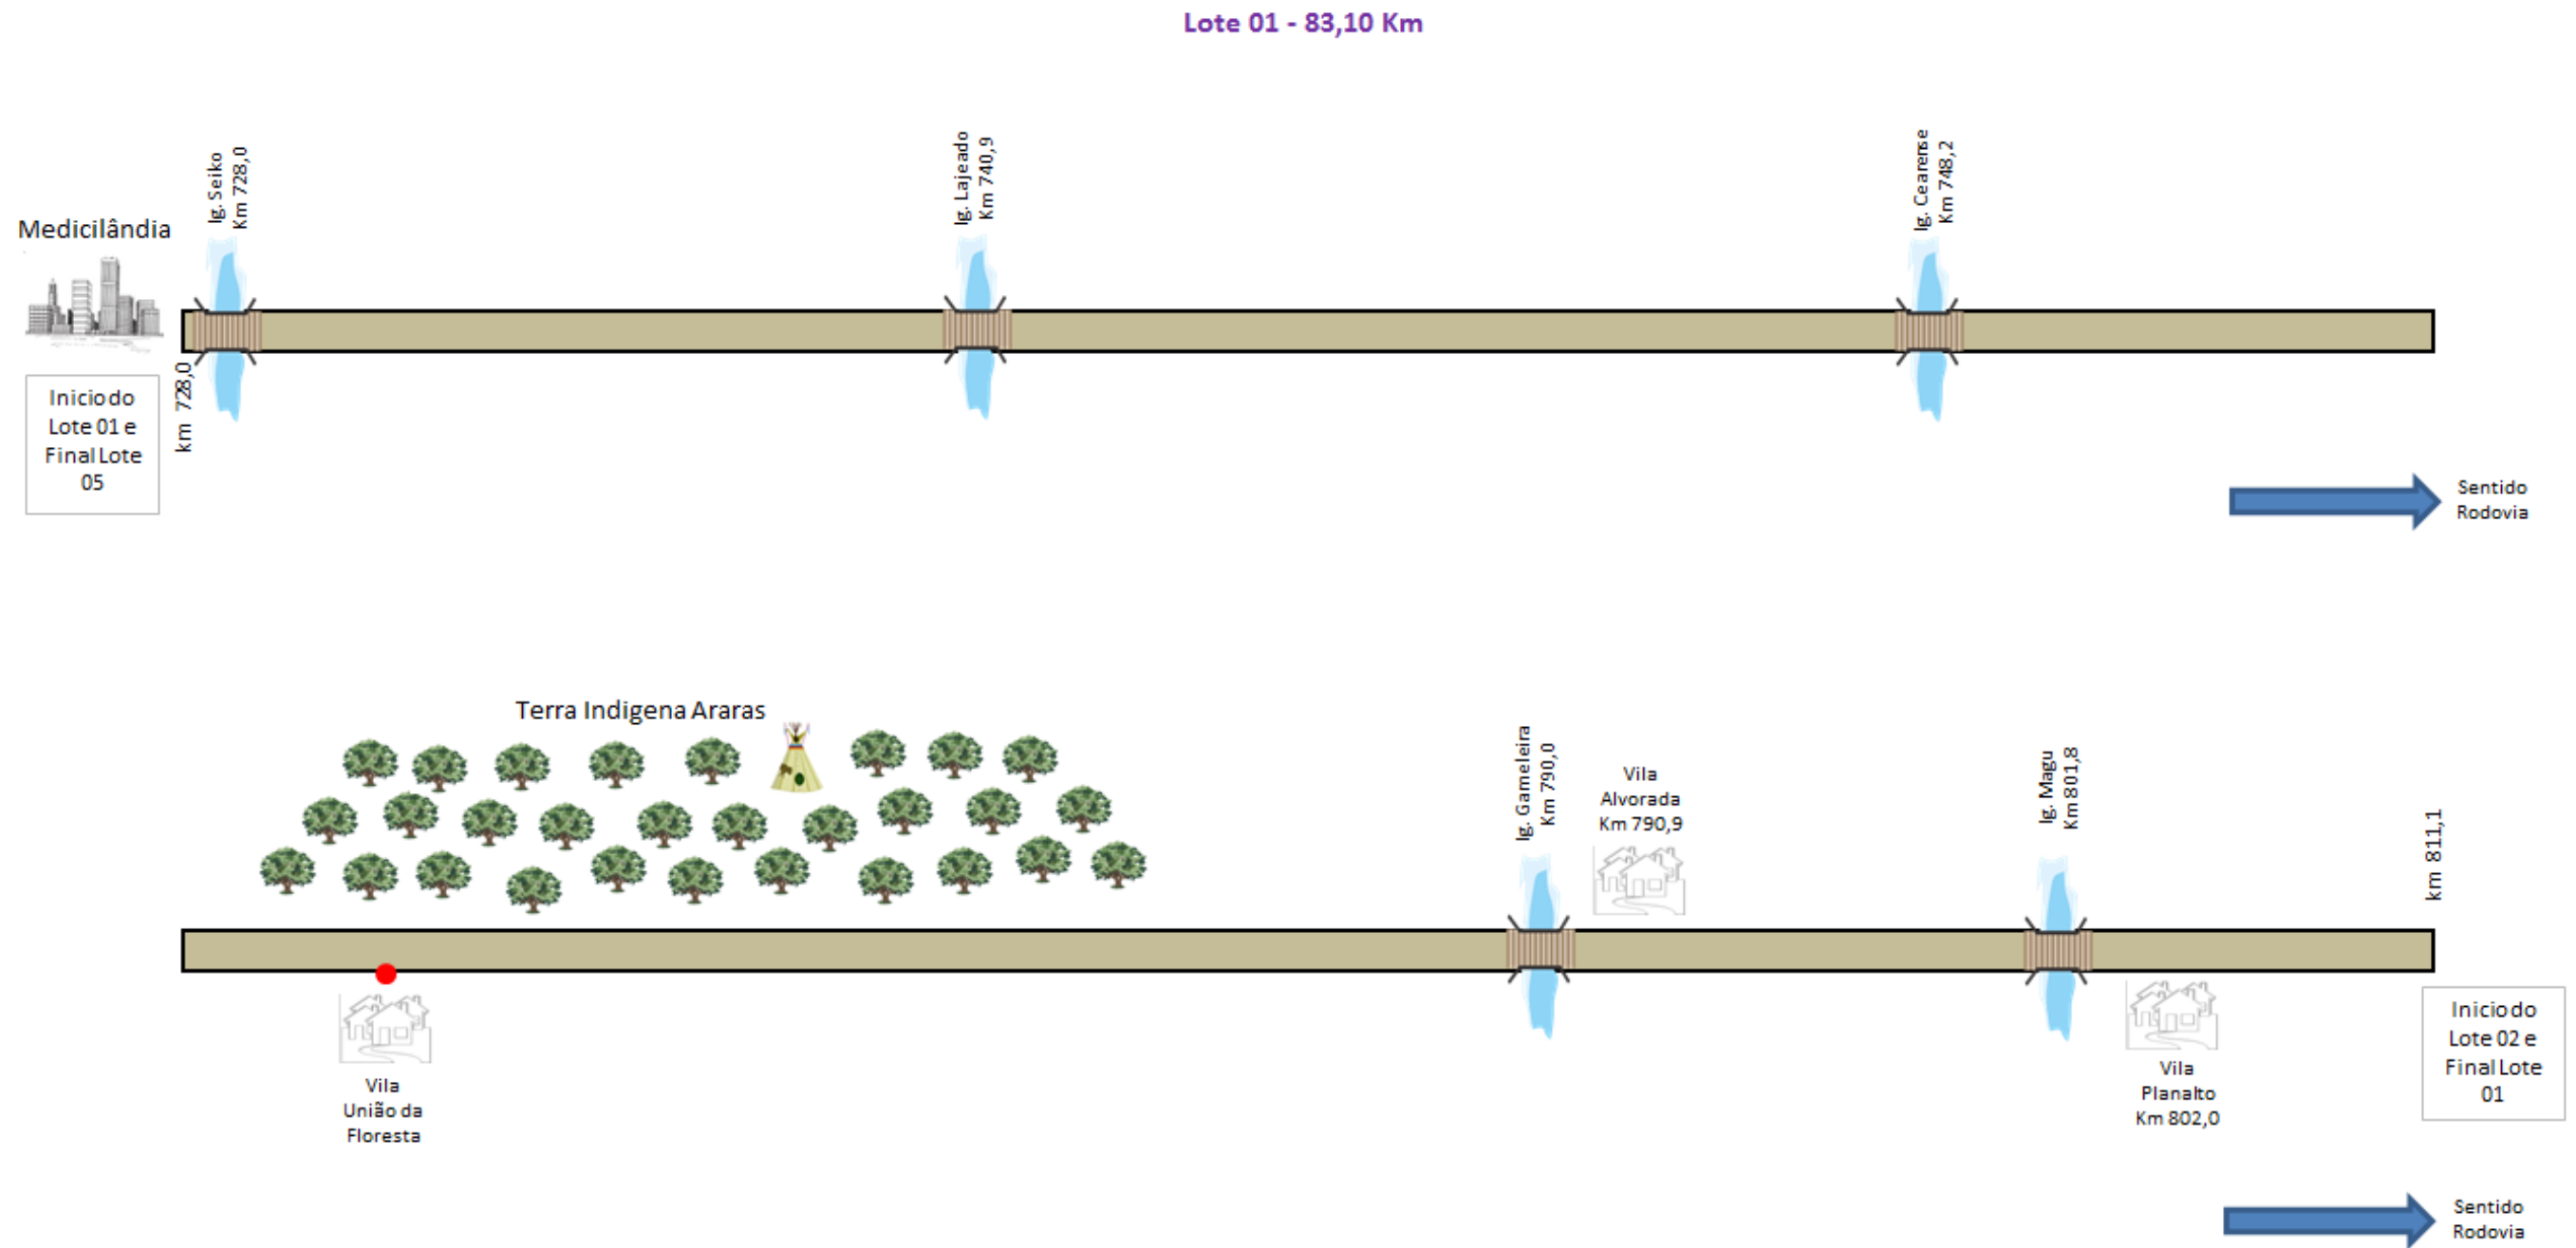 Lote 01 - 83,10 Km
Ig. Seiko
Km 728,0
Ig. Lajeado
Km 740,9
Ig. Cearense
Km 748,2
Medicilândia
Inicio do
Lote 01 e
Final Lote
05
km 728,0
Sentido
Rodovia
Terra Indigena Araras
Ig. Gameleira
Km 790,0
Vila
Alvorada
Km 790,9
Ig. Magu
Km 801,8
km 811,1
Vila
União da
Floresta
Vila
Planalto
Km 802,0
Inicio do
Lote 02 e
Final Lote
01
Sentido
Rodovia